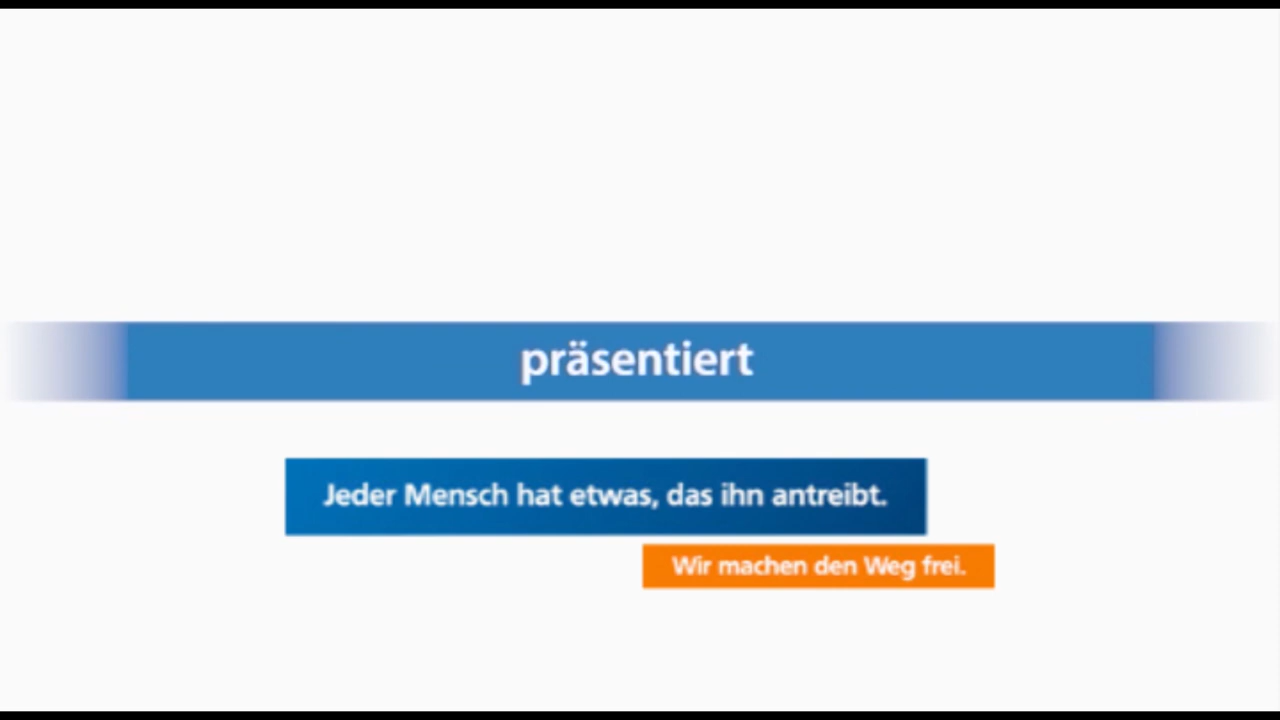 präsentiert
Jeder Mensch hat etwas, das ihn antreibt.
Wir machen den Weg frei.